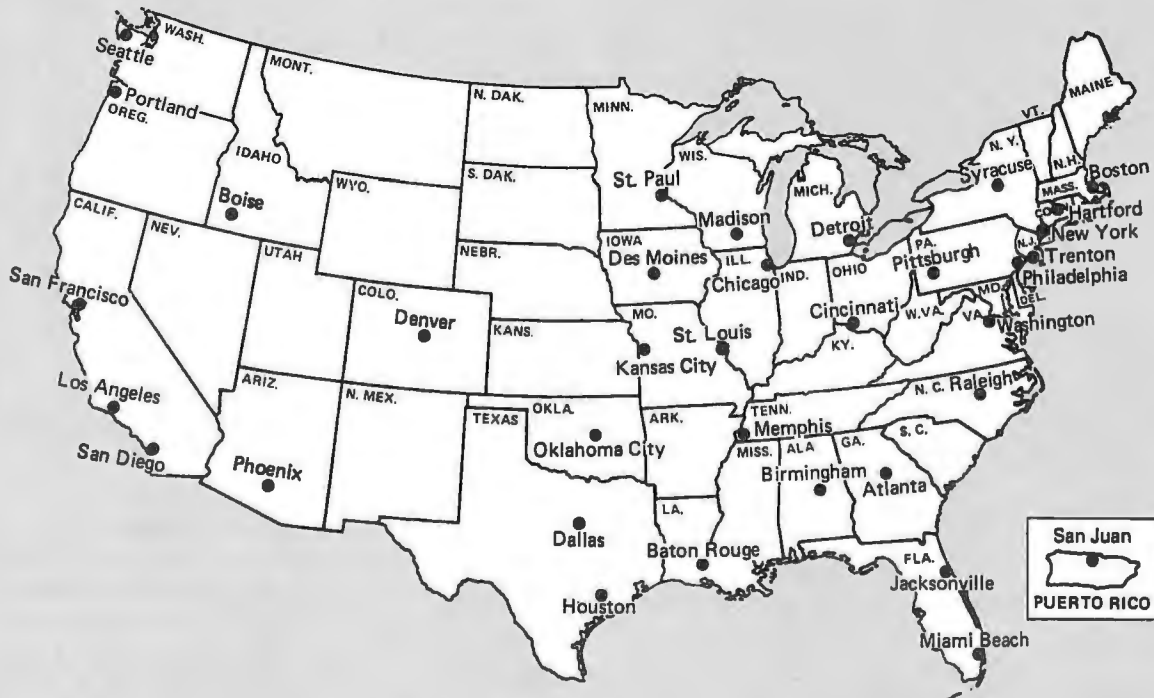 WASH.
Seattle
Portland
OREG.
MONT.
IDAHO
Boise
WYO.
N. DAK.
S. DAK.
NEBR.
MINN.
St. Paul
WIS.
Madison
MICH.
Detroit
IOWA
Des Moines
ILL.
Chicago
IND.
OHIO
Cincinnati
PA.
Pittsburgh
N. Y.
Syracuse
VT.
N.H.
MAINE
MASS.
Boston
CO
Hartford
New York
N.J.
Trenton
Philadelphia
MD.
DEL.
W.VA.
VA.
Washington
CALIF.
NEV.
UTAH
COLO.
Denver
KANS.
MO.
St. Louis
Kansas City
KY.
San Francisco
Los Angeles
San Diego
ARIZ.
Phoenix
N. MEX.
TEXAS
OKLA.
Oklahoma City
ARK.
TENN.
Memphis
N. C. Raleigh
S. C.
MISS.
ALA
Birmingham
GA.
Atlanta
Dallas
LA.
Baton Rouge
Houston
FLA.
Jacksonville
Miami Beach
San Juan
PUERTO RICO